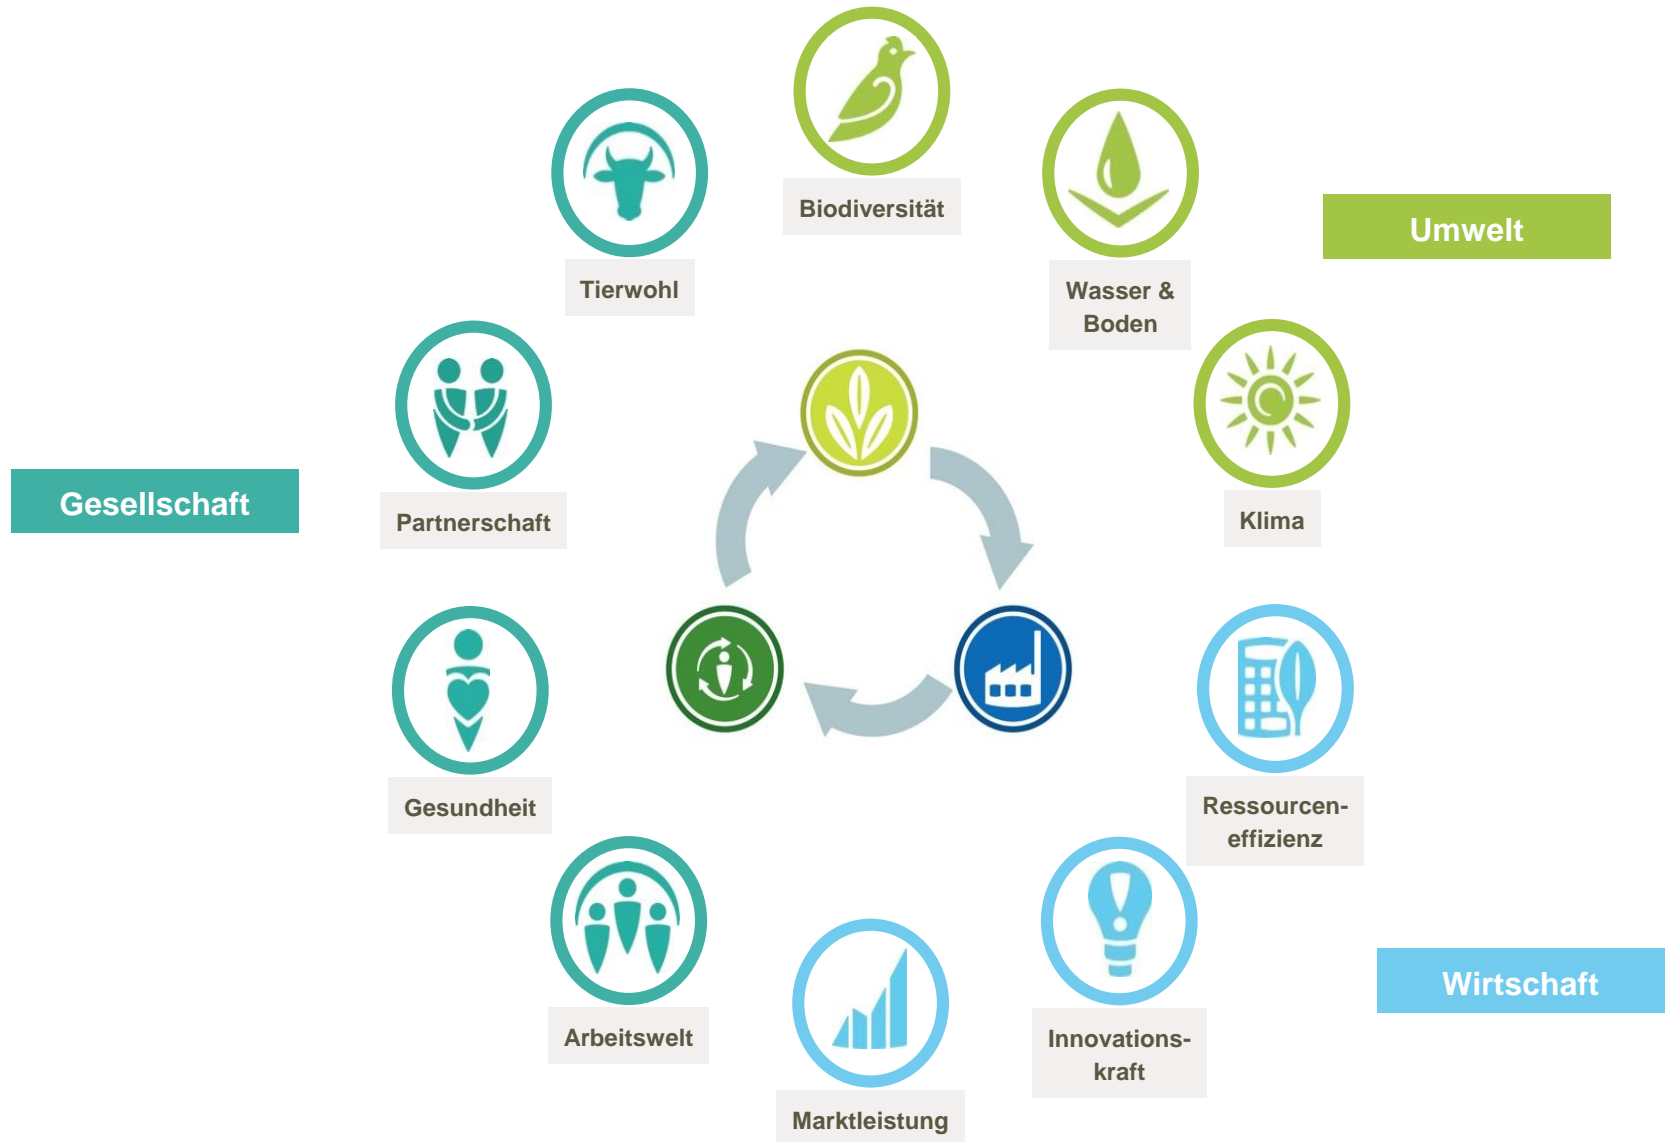 Biodiversität
Umwelt
Tierwohl
Wasser &
Boden
Gesellschaft
Partnerschaft
Klima
Gesundheit
Ressourcen-
effizienz
Wirtschaft
Arbeitswelt
Innovations-
kraft
Marktleistung